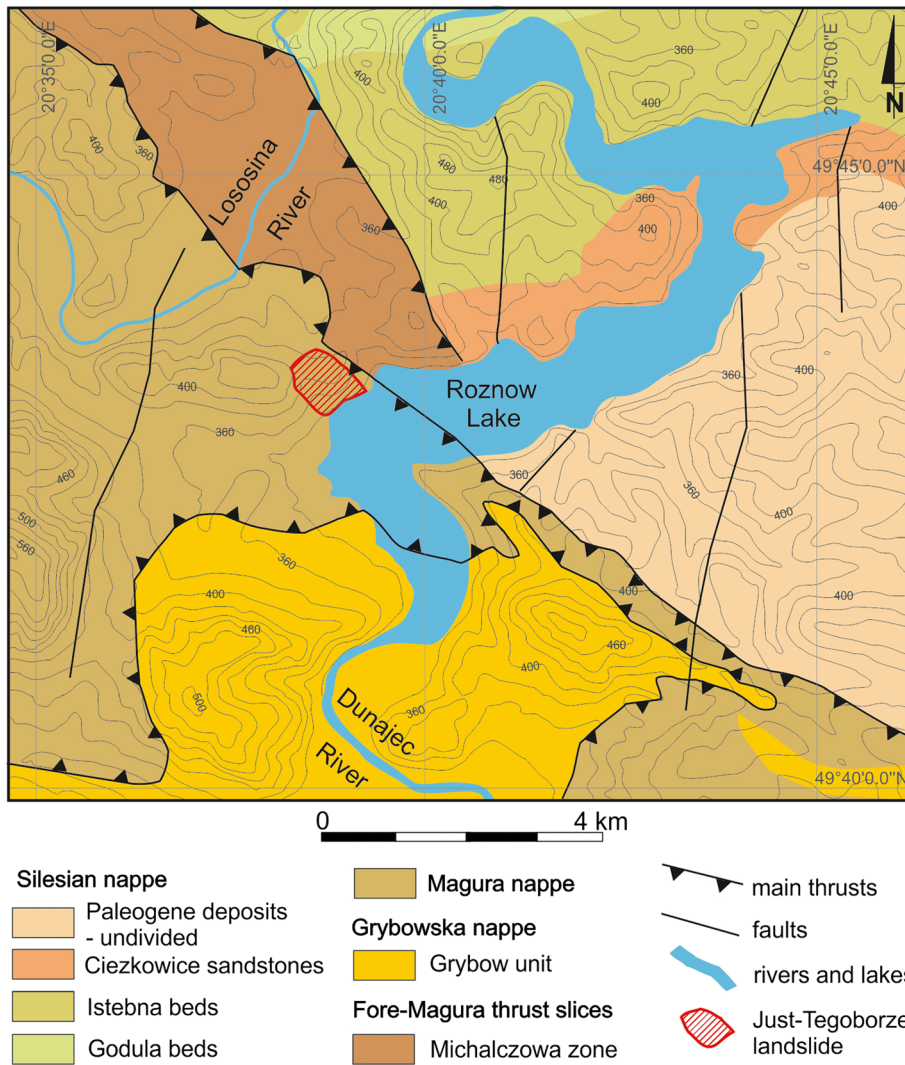 20°35'0.0"E
20°40'0.0"E
20°45'0.0"E
N
49°45'0.0"N
49°40'0.0"N
360
400
400
360
480
480
400
360
400
400
360
Lososina
River
Roznow
Lake
400
360
360
400
360
360
400
400
460
500
560
360
400
460
500
400
460
400
360
Dunajec
River
0 4 km
Silesian nappe
Paleogene deposits
- undivided
Ciezkowice sandstones
Istebna beds
Godula beds
Magura nappe
Grybowska nappe
Grybow unit
Fore-Magura thrust slices
Michalczowa zone
main thrusts
faults
rivers and lakes
Just-Tegoborze
landslide